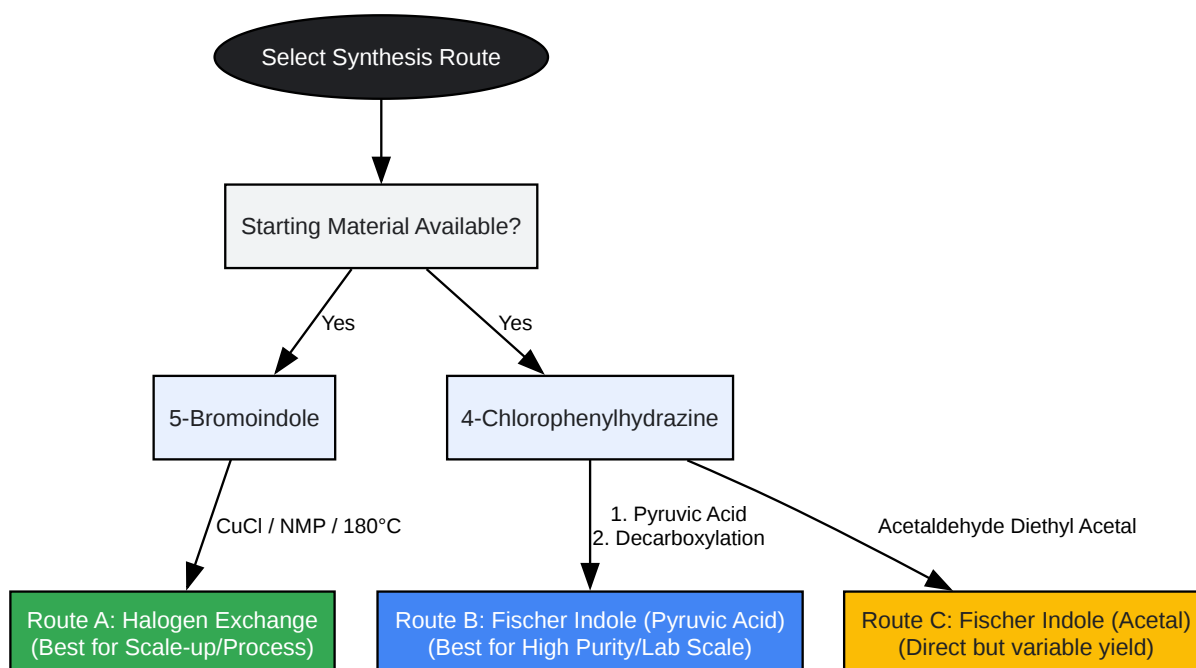 Select Synthesis Route
Starting Material Available?
Yes
Yes
5-Bromoindole
4-Chlorophenylhydrazine
CuCl / NMP / 180°C
1. Pyruvic Acid
2. Decarboxylation
Acetaldehyde Diethyl Acetal
Route A: Halogen Exchange
(Best for Scale-up/Process)
Route B: Fischer Indole (Pyruvic Acid)
(Best for High Purity/Lab Scale)
Route C: Fischer Indole (Acetal)
(Direct but variable yield)